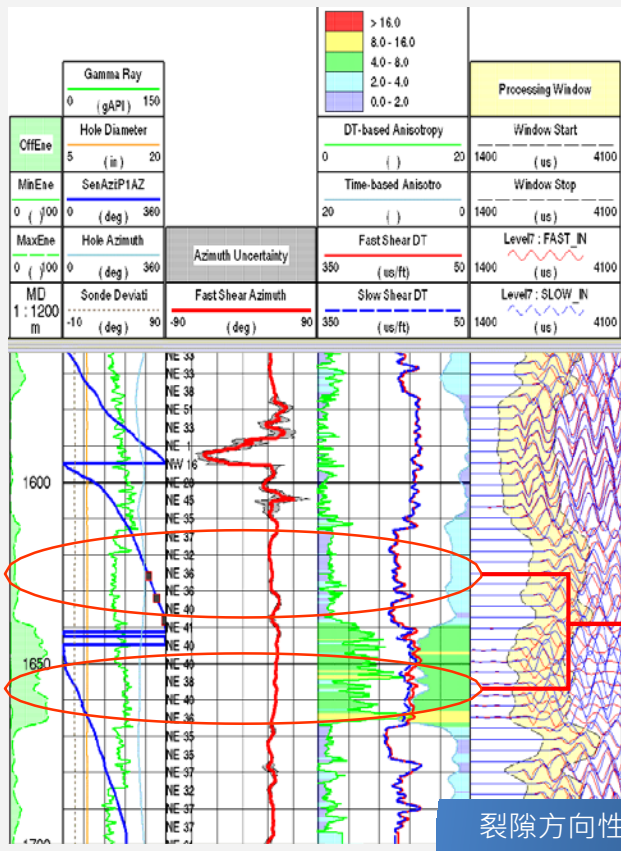 > 16.0
8.0 - 16.0
4.0 - 8.0
2.0 - 4.0
0.0 - 2.0
Gamma Ray
0 (gAPI) 150
Processing Window
OffEne
Hole Diameter
5 (in) 20
DT-based Anisotropy
0 ( ) 20
Window Start
1400 (us) 4100
MinEne
0 ( ) 100
SenAziP1AZ
0 (deg) 360
Time-based Anisotro
20 ( ) 0
Window Stop
1400 (us) 4100
MaxEne
0 ( ) 100
Hole Azimuth
0 (deg) 360
Azimuth Uncertainty
Fast Shear DT
350 (us/ft) 50
Level7 : FAST_IN
1400 (us) 4100
MD
1 : 1200
m
Sonde Deviati
-10 (deg) 90
Fast Shear Azimuth
-90 (deg) 90
Slow Shear DT
350 (us/ft) 50
Level7 : SLOW_IN
1400 (us) 4100
NE 33
NE 38
NE 51
NE 33
NE 1
NW 16
1600
NE 45
NE 35
NE 37
NE 32
NE 36
NE 40
NE 41
NE 40
1650
NE 38
NE 40
NE 36
NE 35
NE 35
NE 37
NE 32
NE 37
NE 37
裂隙方向性